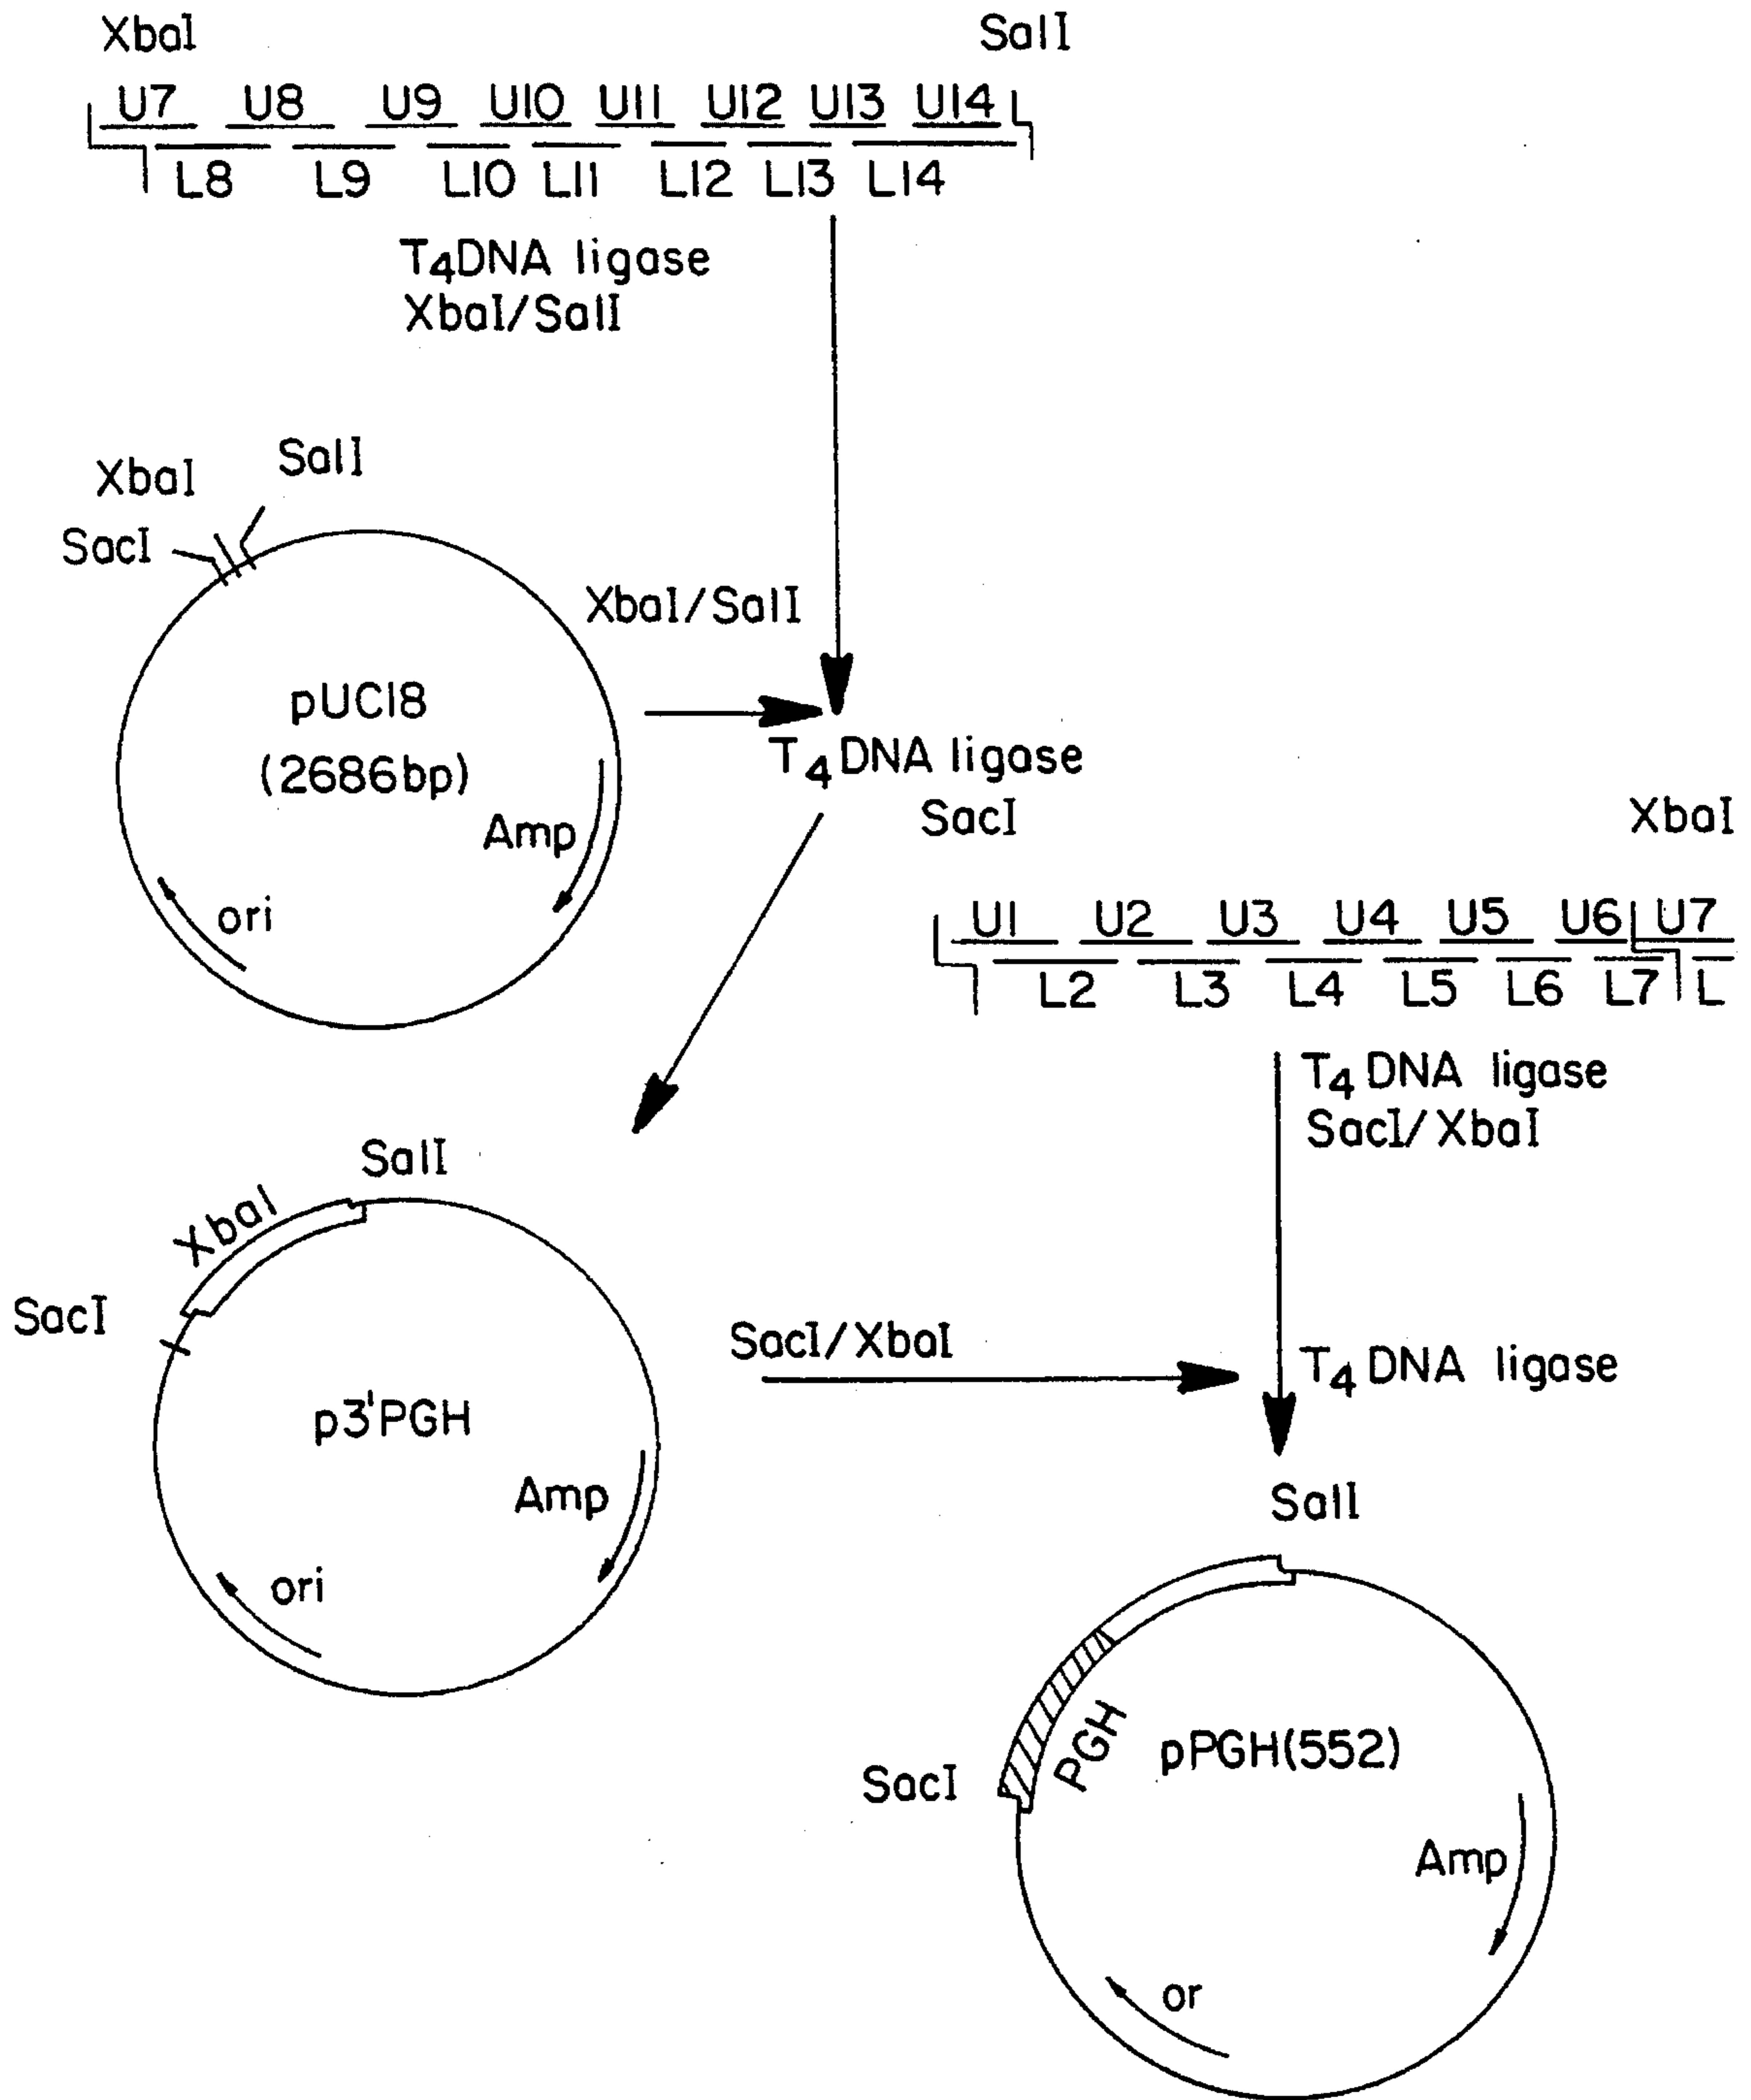 XbaI SalI
U7 U8 U9 U10 U11 U12 U13 U14
L8 L9 L10 L11 L12 L13 L14
T4DNA ligase
XbaI/SalI
XbaI SalI
SacI
XbaI/SalI
pUC18
(2686bp)
Amp
ori
T4 DNA ligase
SacI XbaI
U1 U2 U3 U4 U5 U6 U7
L2 L3 L4 L5 L6 L7 L
T4 DNA ligase
SacI/XbaI
SalI
XbaI
SacI
p3'PGH
Amp
ori
SacI/XbaI
T4 DNA ligase
SalI
SacI
PGH
pPGH(552)
Amp
or